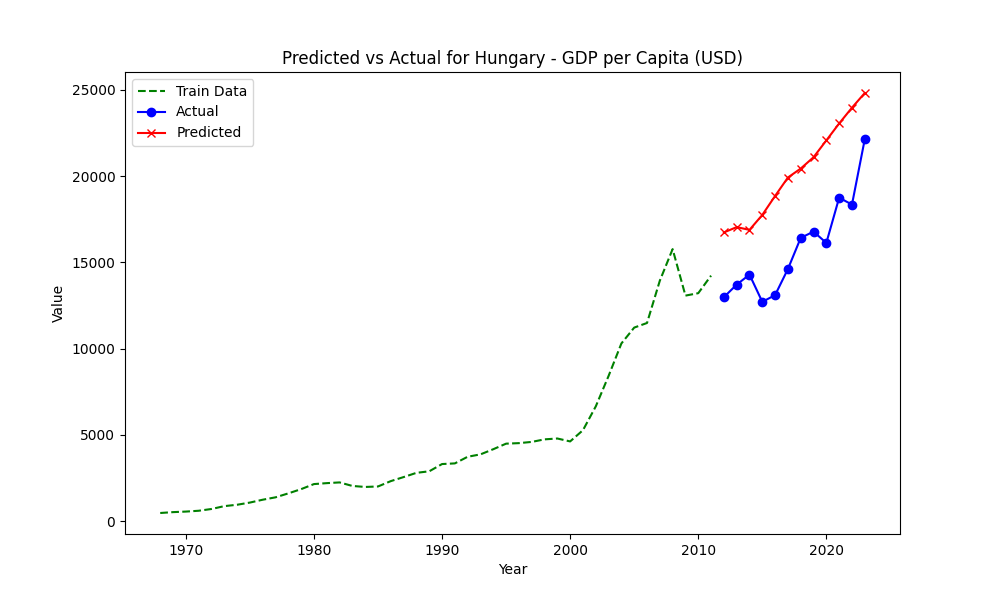 Predicted vs Actual for Hungary - GDP per Capita (USD)
Train Data
Actual
Predicted
25000
20000
15000
10000
5000
0
Value
1970
1980
1990
2000
2010
2020
Year